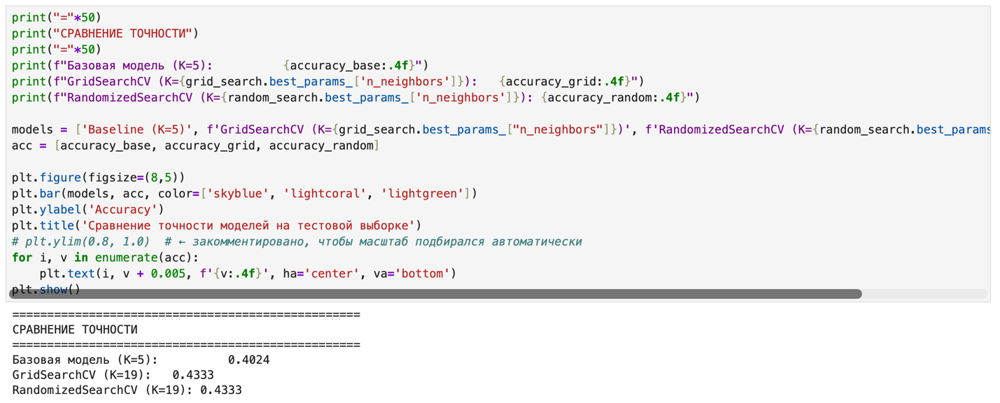 print("="*50)
print("СРАВНЕНИЕ ТОЧНОСТИ")
print("="*50)
print(f"Базовая модель (K=5):          {accuracy_base:.4f}")
print(f"GridSearchCV (K={grid_search.best_params_['n_neighbors']}):   {accuracy_grid:.4f}")
print(f"RandomizedSearchCV (K={random_search.best_params_['n_neighbors']}): {accuracy_random:.4f}")
models = ['Baseline (K=5)', f'GridSearchCV (K={grid_search.best_params_["n_neighbors"]})', f'RandomizedSearchCV (K={random_search.best_params
acc = [accuracy_base, accuracy_grid, accuracy_random]
plt.figure(figsize=(8,5))
plt.bar(models, acc, color=['skyblue', 'lightcoral', 'lightgreen'])
plt.ylabel('Accuracy')
plt.title('Сравнение точности моделей на тестовой выборке')
# plt.ylim(0.8, 1.0)  # ← закомментировано, чтобы масштаб подбирался автоматически
for i, v in enumerate(acc):
    plt.text(i, v + 0.005, f'{v:.4f}', ha='center', va='bottom')
plt.show()
==================================================
СРАВНЕНИЕ ТОЧНОСТИ
==================================================
Базовая модель (K=5):          0.4024
GridSearchCV (K=19):   0.4333
RandomizedSearchCV (K=19): 0.4333